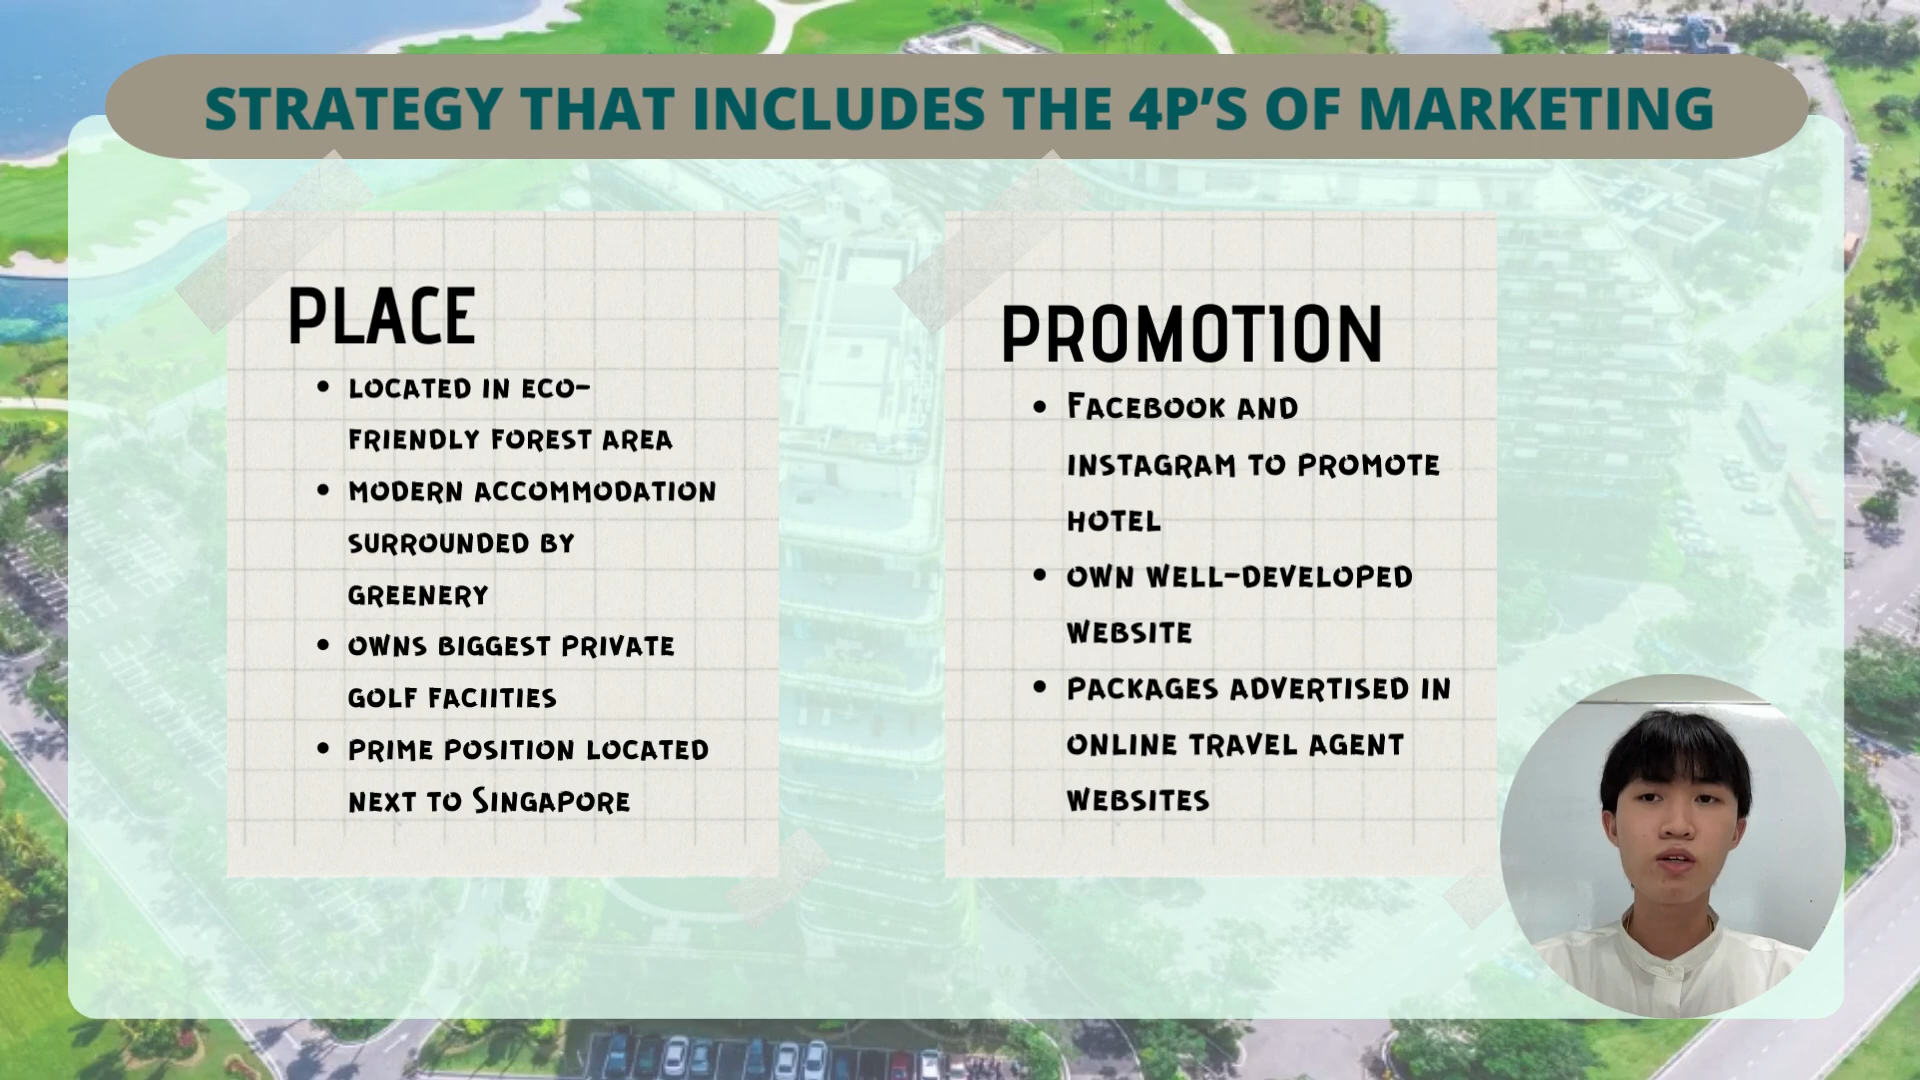 STRATEGY THAT INCLUDES THE 4P’S OF MARKETING
PLACE
• LOCATED IN ECO-
FRIENDLY FOREST AREA
• MODERN ACCOMMODATION
SURROUNDED BY
GREENERY
• OWNS BIGGEST PRIVATE
GOLF FACIITIES
• PRIME POSITION LOCATED
NEXT TO SINGAPORE
PROMOTION
• FACEBOOK AND
INSTAGRAM TO PROMOTE
HOTEL
• OWN WELL-DEVELOPED
WEBSITE
• PACKAGES ADVERTISED IN
ONLINE TRAVEL AGENT
WEBSITES